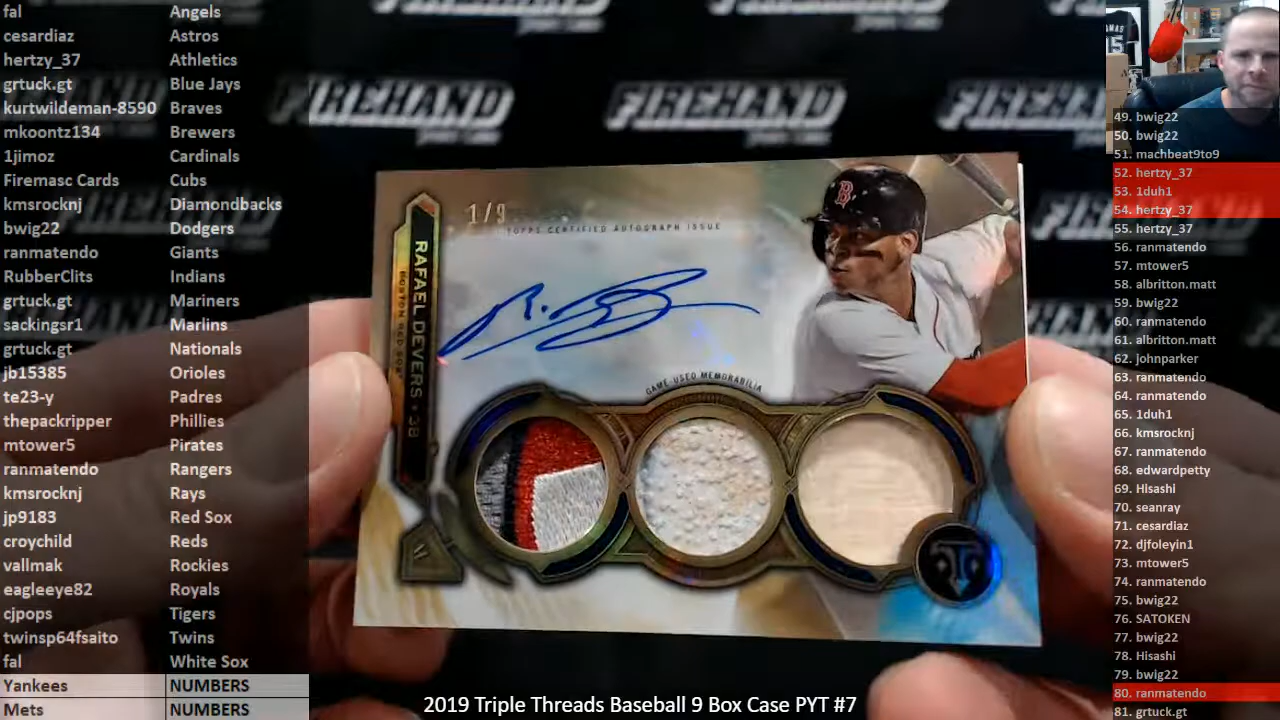 fal Angels
cesardiaz Astros
hertzy_37 Athletics
grtuck.gt Blue Jays
kurtwildeman-8590 Braves
mkoontz134 Brewers
1jimoz Cardinals
Firemasc Cards Cubs
kmsrocknj Diamondbacks
bwig22 Dodgers
ranmatendo Giants
RubberClits Indians
grtuck.gt Mariners
sackingsr1 Marlins
grtuck.gt Nationals
jb15385 Orioles
te23-y Padres
thepackripper Phillies
mtower5 Pirates
ranmatendo Rangers
kmsrocknj Rays
jp9183 Red Sox
croychild Reds
vallmak Rockies
eagleeye82 Royals
cjpops Tigers
twinsp64fsaito Twins
fal White Sox
Yankees NUMBERS
Mets NUMBERS
FIREHAND
FIREHAND
FIREHAND
1/9
TOPPS CERTIFIED AUTOGRAPH ISSUE
RAFAEL DEVERS • 3B
BOSTON RED SOX
B
GAME-USED MEMORABILIA
2019 Triple Threads Baseball 9 Box Case PYT #7
49. bwig22
50. bwig22
51. machbeat9to9
52. hertzy_37
53. 1duh1
54. hertzy_37
55. hertzy_37
56. ranmatendo
57. mtower5
58. albritton.matt
59. bwig22
60. ranmatendo
61. albritton.matt
62. johnparker
63. ranmatendo
64. ranmatendo
65. 1duh1
66. kmsrocknj
67. ranmatendo
68. edwardpetty
69. Hisashi
70. seanray
71. cesardiaz
72. djfoleyin1
73. mtower5
74. ranmatendo
75. bwig22
76. SATOKEN
77. bwig22
78. Hisashi
79. bwig22
80. ranmatendo
81. grtuck.gt